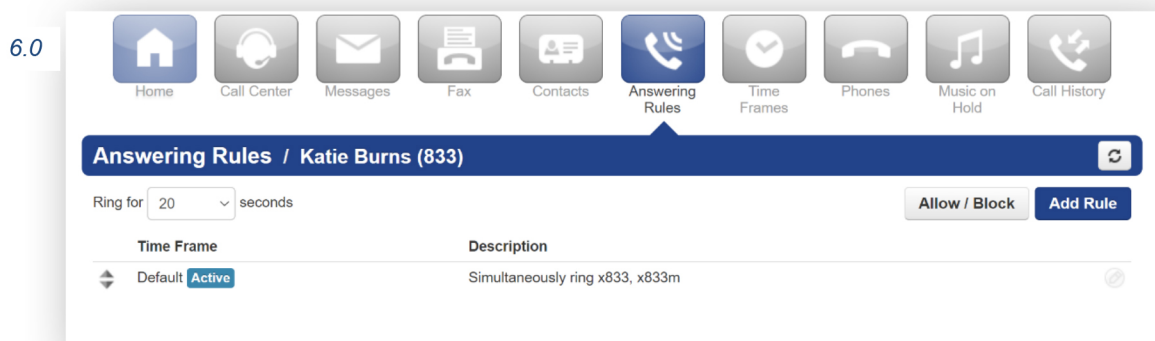 6.0
Home Call Center Messages Fax Contacts Answering Rules Time Frames Phones Music on Hold Call History
Answering Rules / Katie Burns (833)
Ring for 20 seconds Allow / Block Add Rule
Time Frame Description
Default Active Simultaneously ring x833, x833m